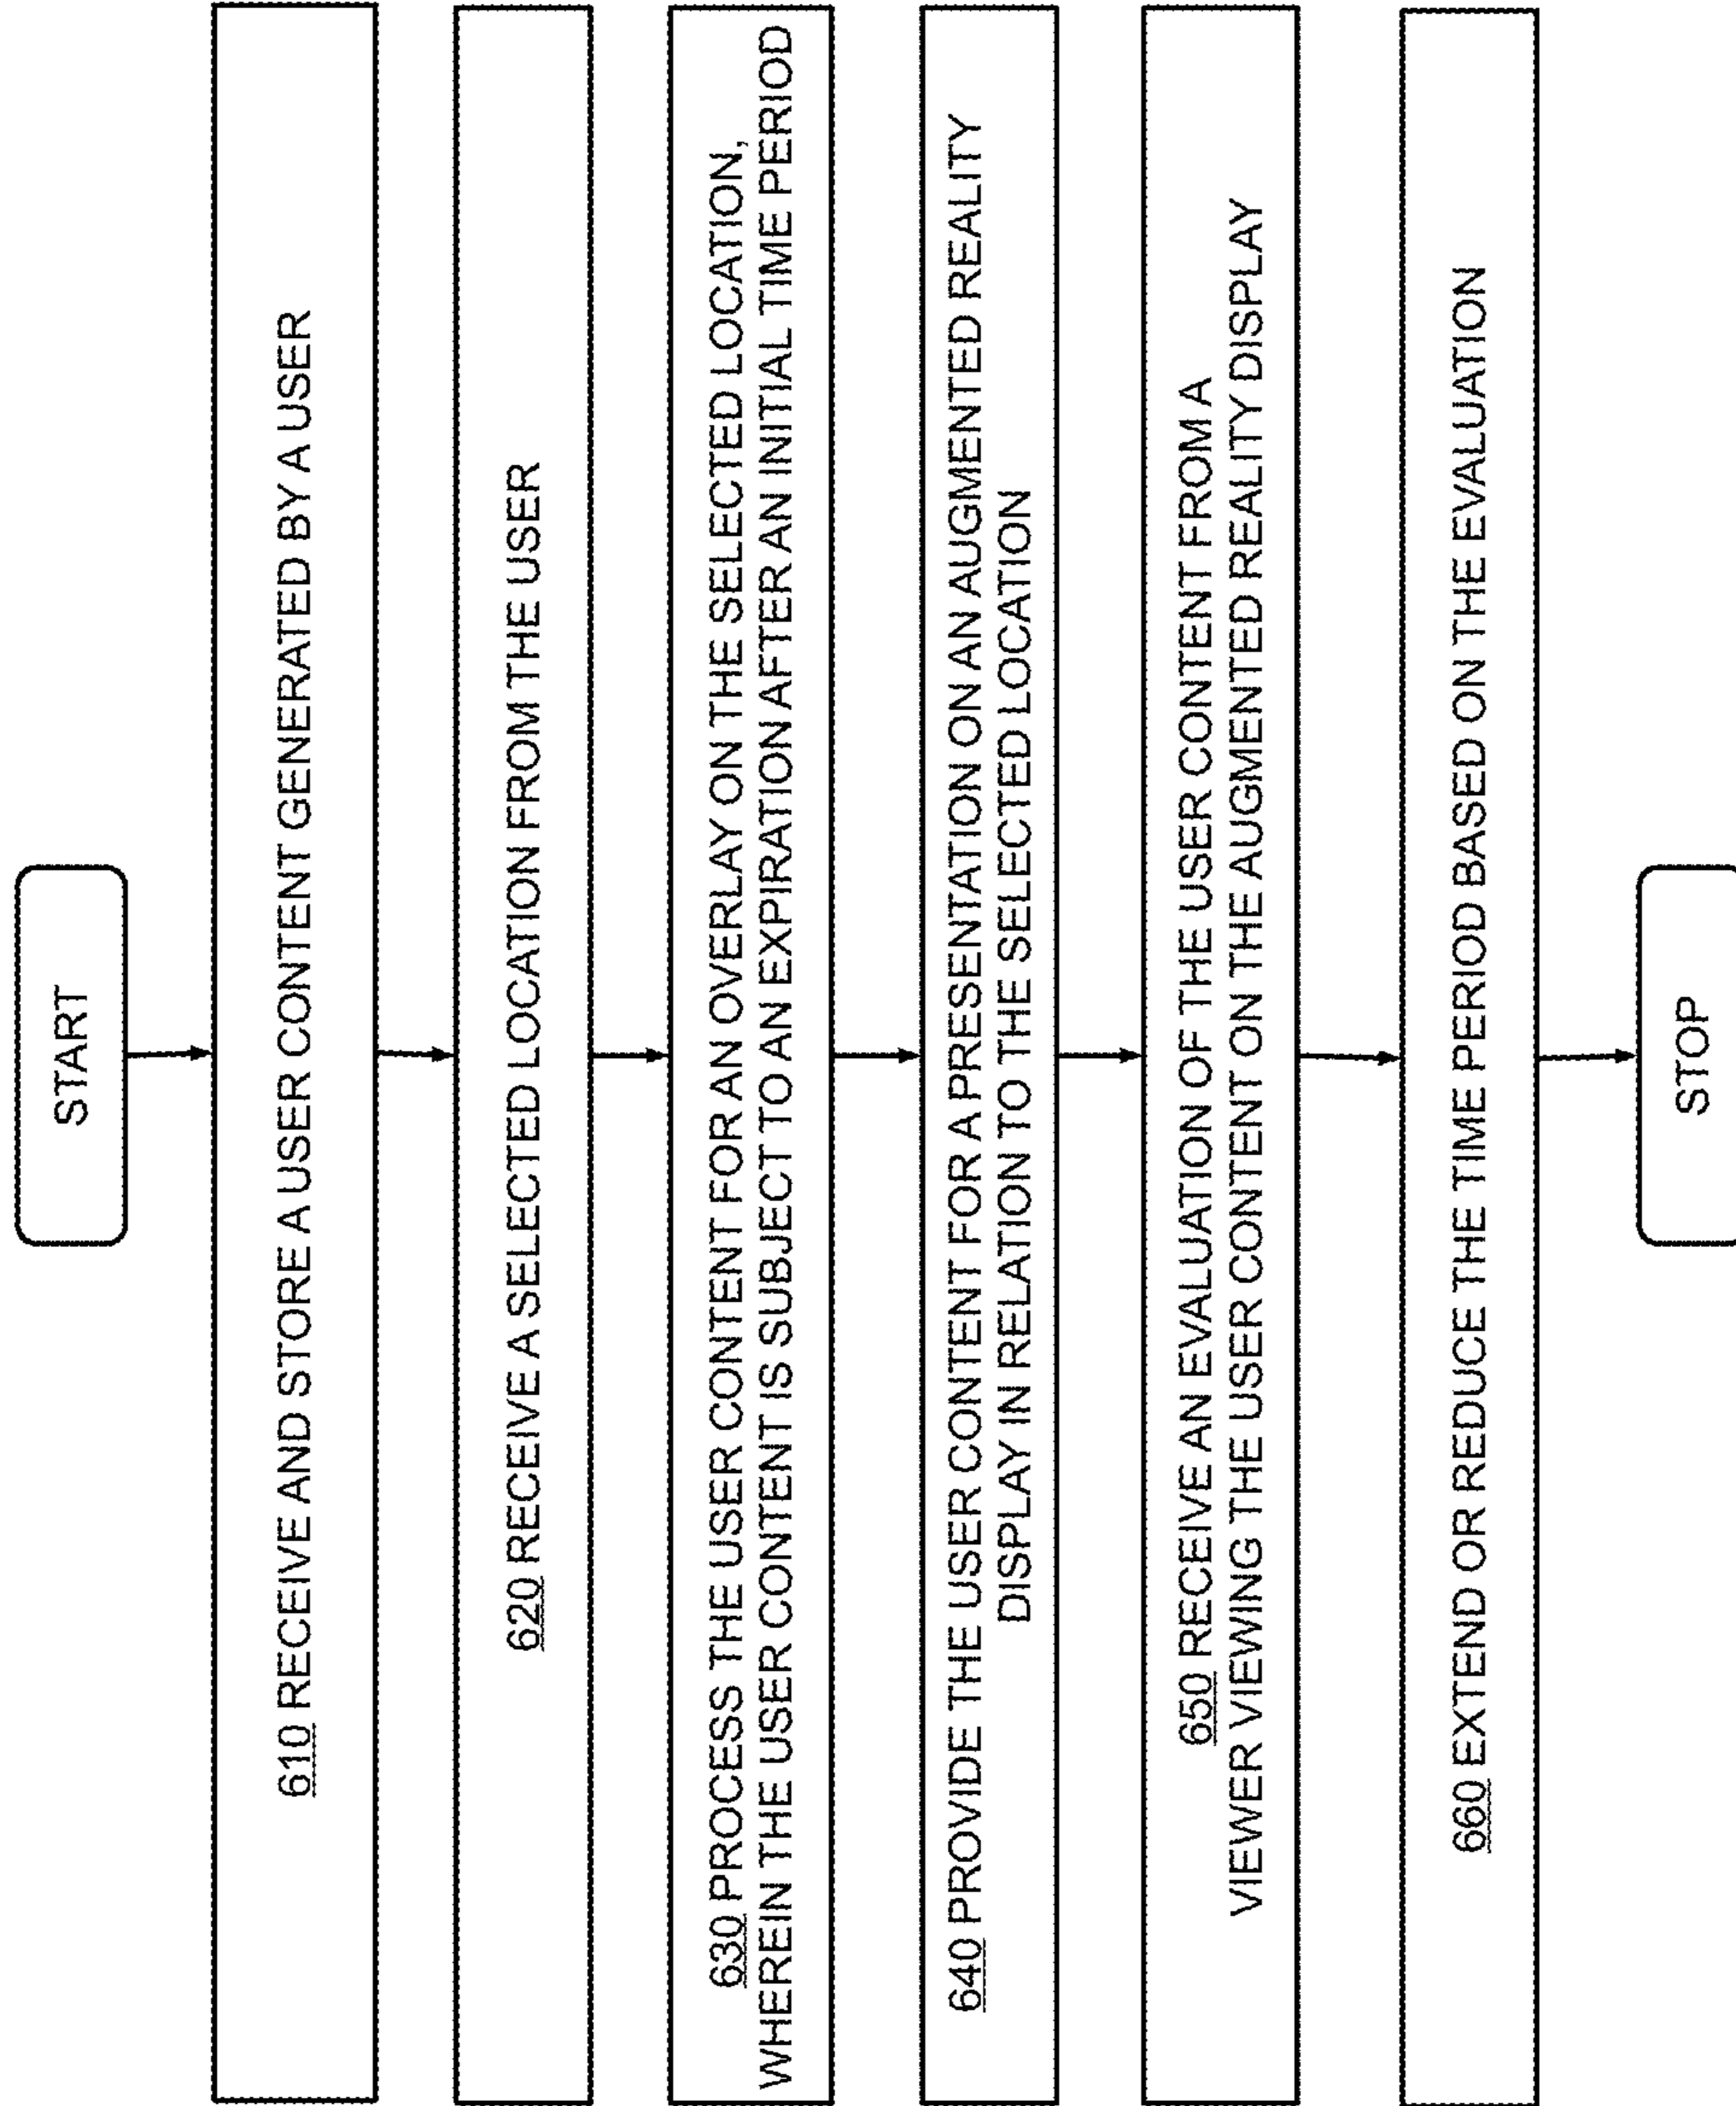 START
610 RECEIVE AND STORE A USER CONTENT GENERATED BY A USER
620 RECEIVE A SELECTED LOCATION FROM THE USER
630 PROCESS THE USER CONTENT FOR AN OVERLAY ON THE SELECTED LOCATION,
WHEREIN THE USER CONTENT IS SUBJECT TO AN EXPIRATION AFTER AN INITIAL TIME PERIOD
640 PROVIDE THE USER CONTENT FOR A PRESENTATION ON AN AUGMENTED REALITY
DISPLAY IN RELATION TO THE SELECTED LOCATION
650 RECEIVE AN EVALUATION OF THE USER CONTENT FROM A
VIEWER VIEWING THE USER CONTENT ON THE AUGMENTED REALITY DISPLAY
660 EXTEND OR REDUCE THE TIME PERIOD BASED ON THE EVALUATION
STOP